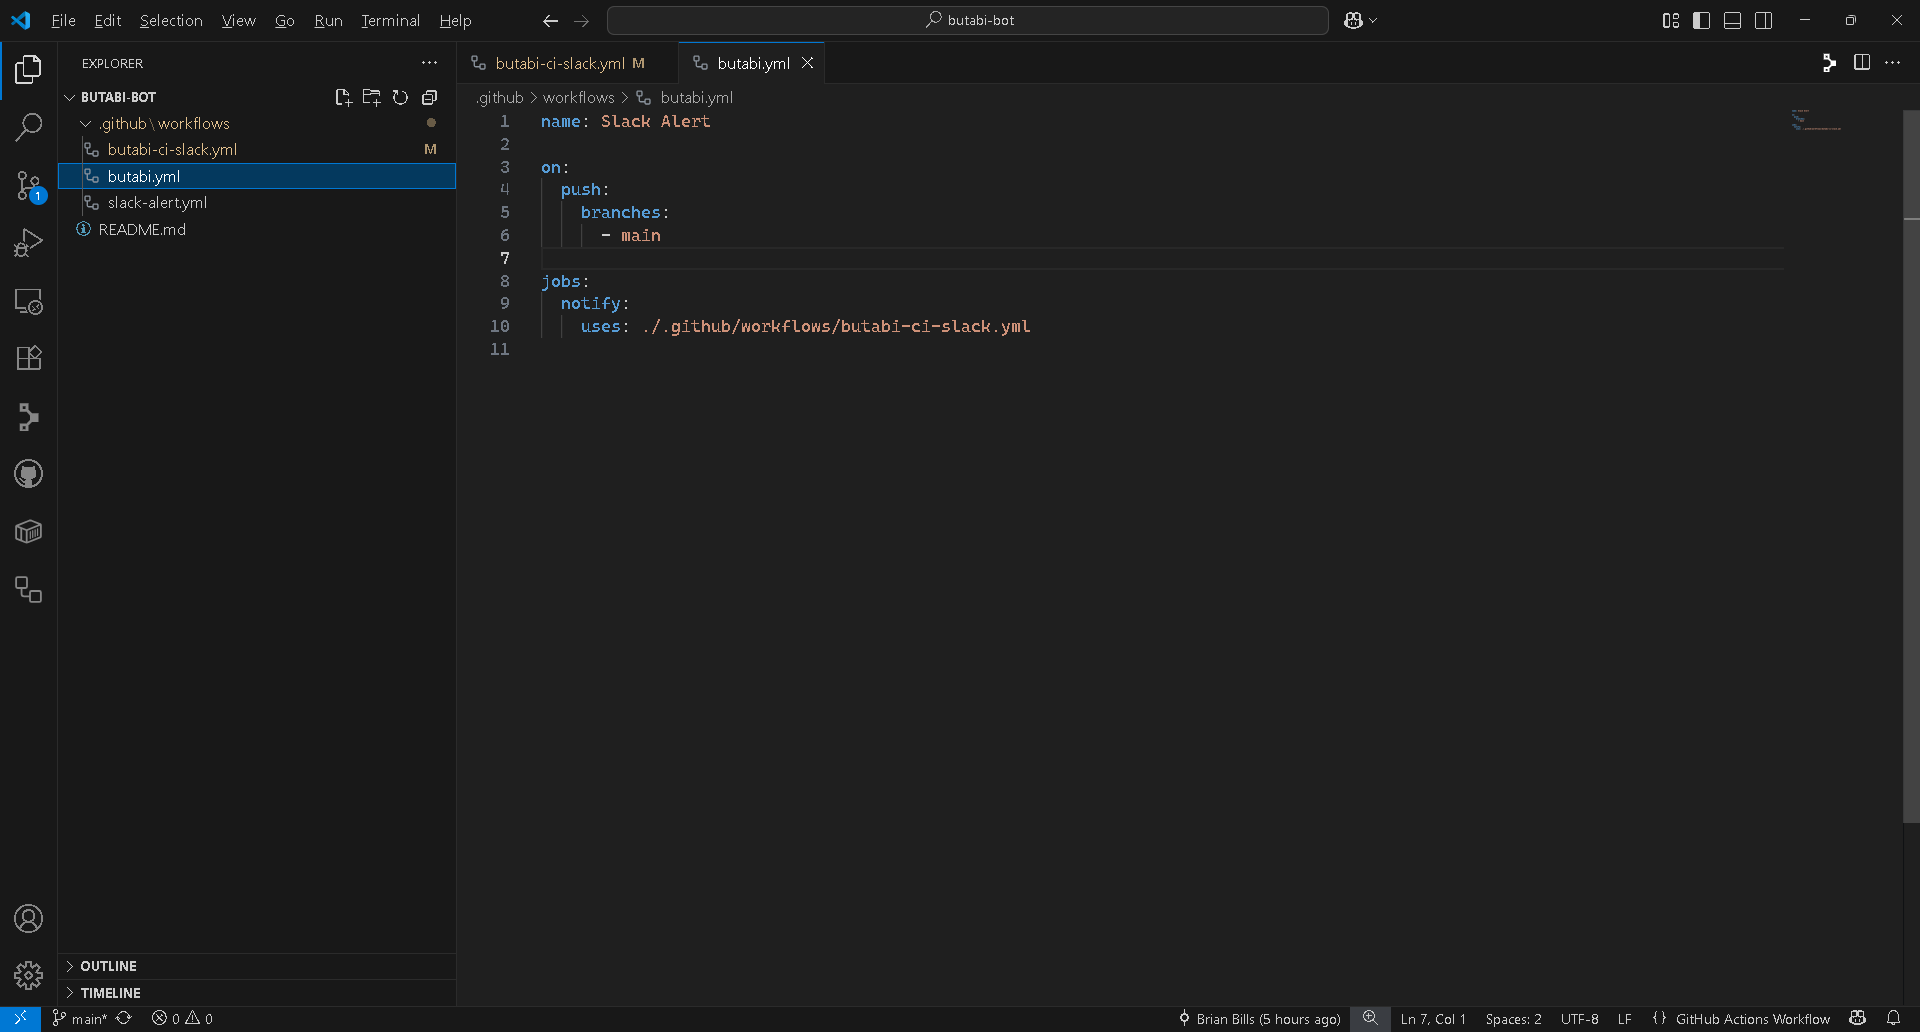 File Edit Selection View Go Run Terminal Help
butabi-bot
EXPLORER
BUTABI-BOT
.github\workflows
butabi-ci-slack.yml M
butabi.yml
slack-alert.yml
README.md
1
OUTLINE
TIMELINE
butabi-ci-slack.yml M
butabi.yml
.github > workflows > butabi.yml
1 name: Slack Alert
2
3 on:
4 push:
5 branches:
6 - main
7
8 jobs:
9 notify:
10 uses: ./.github/workflows/butabi-ci-slack.yml
11
main* 0 0 Brian Bills (5 hours ago) Ln 7, Col 1 Spaces: 2 UTF-8 LF {} GitHub Actions Workflow